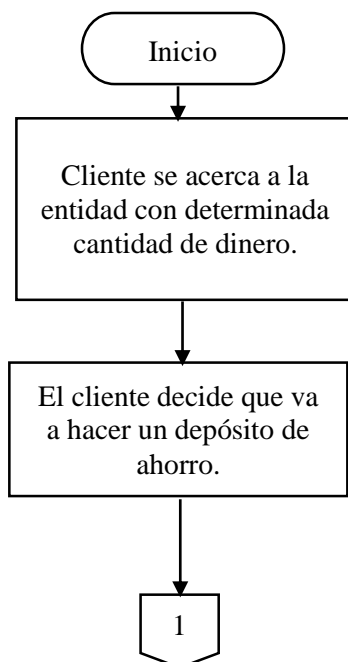 Inicio
Cliente se acerca a la
entidad con determinada
cantidad de dinero.
El cliente decide que va
a hacer un depósito de
ahorro.
1